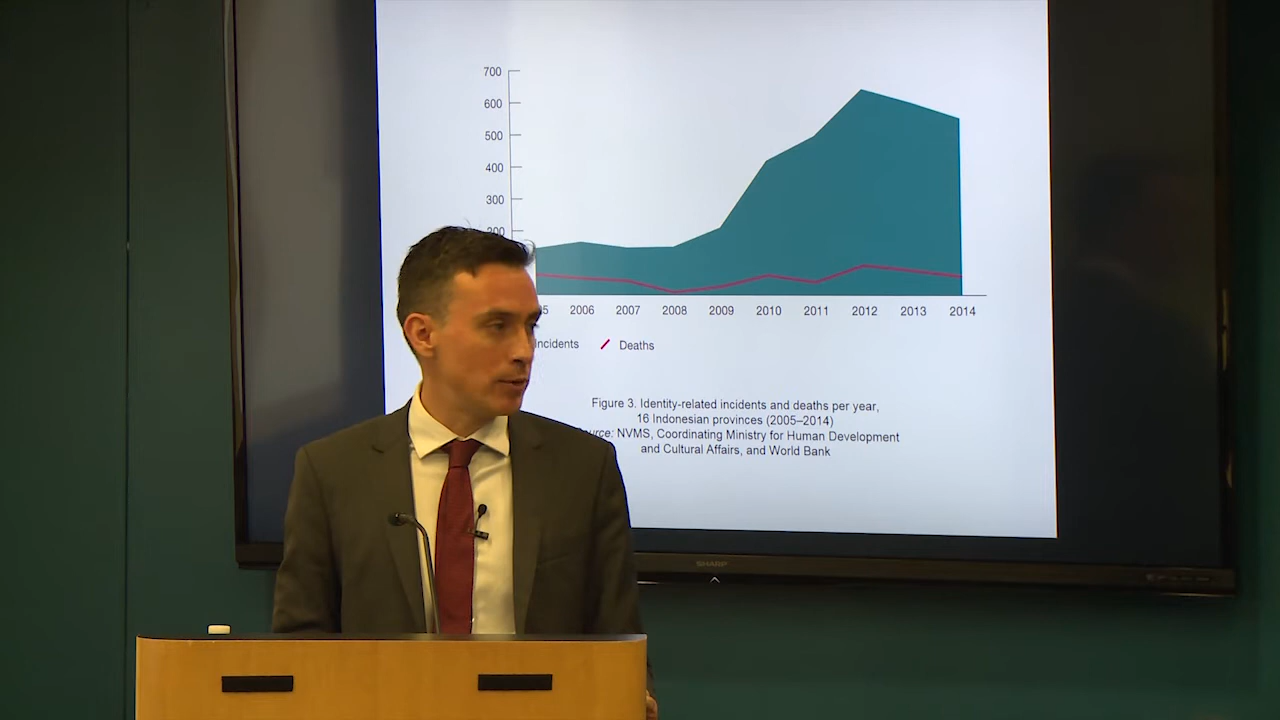 700
600
500
400
300
200
2006 2007 2008 2009 2010 2011 2012 2013 2014
Incidents Deaths
Figure 3. Identity-related incidents and deaths per year,
16 Indonesian provinces (2005–2014)
NVMS, Coordinating Ministry for Human Development
and Cultural Affairs, and World Bank
SHARP